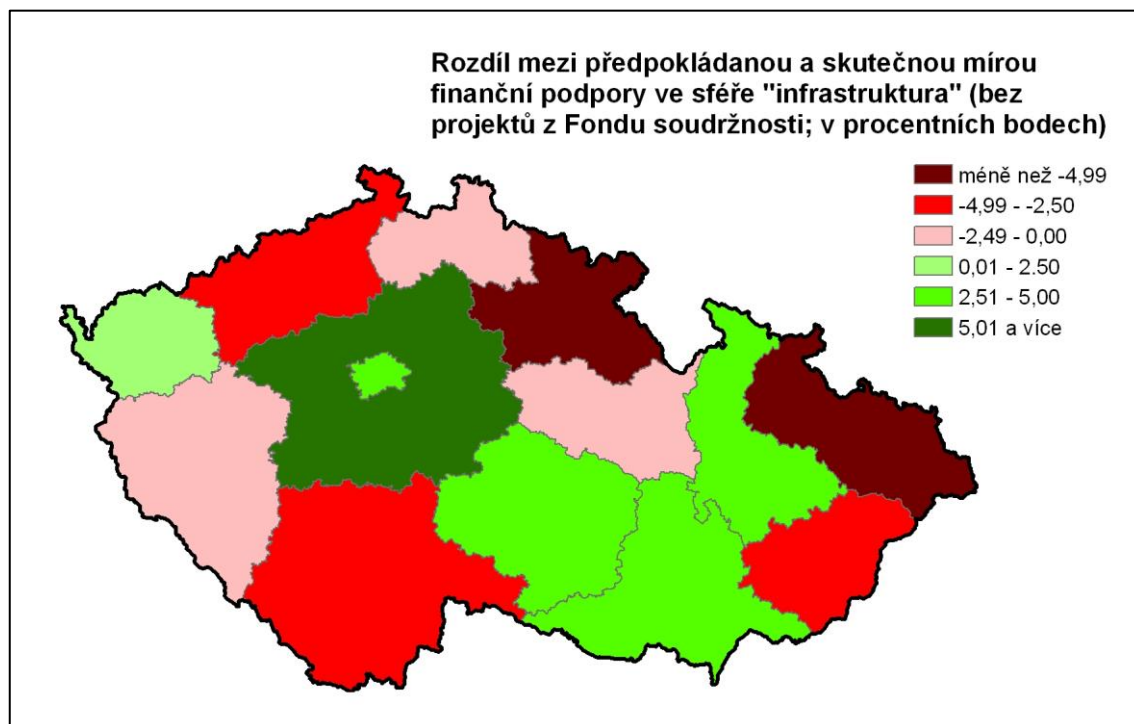 Rozdíl mezi předpokládanou a skutečnou mírou
finanční podpory ve sféře "infrastruktura" (bez
projektů z Fondu soudržnosti; v procentních bodech)
méně než -4,99
-4,99 - -2,50
-2,49 - 0,00
0,01 - 2.50
2,51 - 5,00
5,01 a více